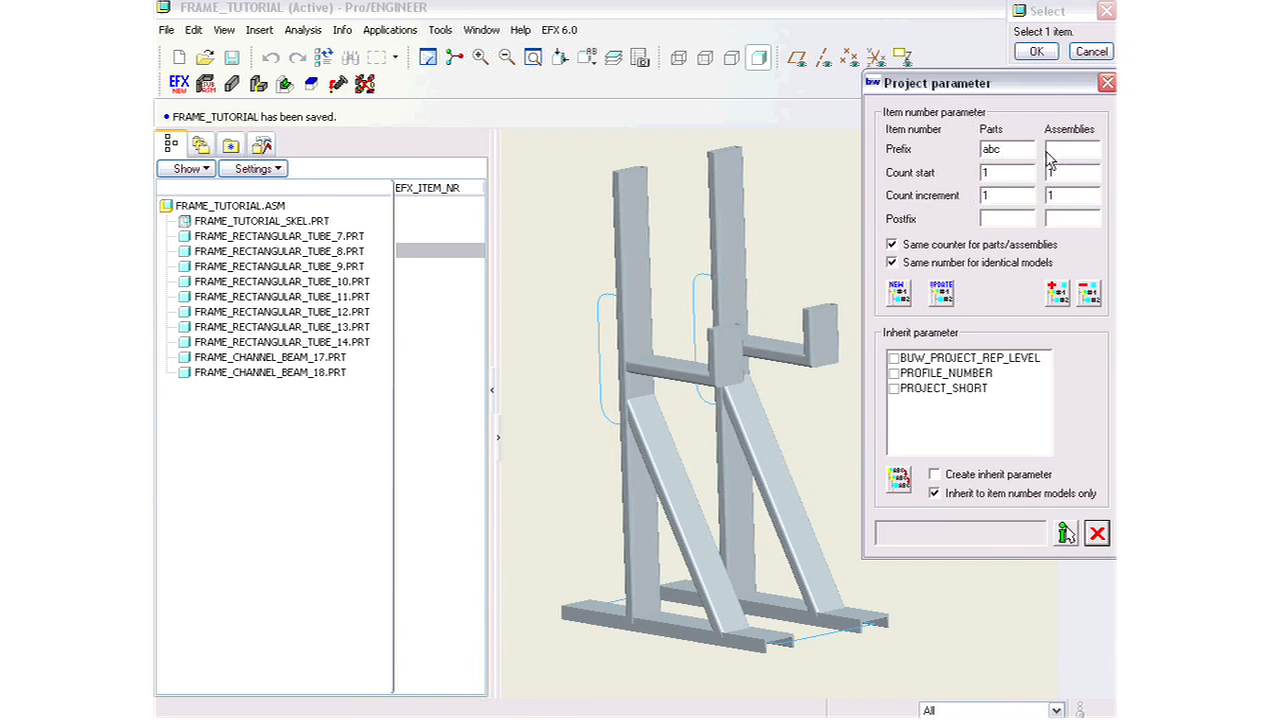 FRAME_TUTORIAL (Active) - Pro/ENGINEER
File Edit View Insert Analysis Info Applications Tools Window Help EFX 6.0
EFX
NEW
• FRAME_TUTORIAL has been saved.
Show Settings
EFX_ITEM_NR
FRAME_TUTORIAL.ASM
FRAME_TUTORIAL_SKEL.PRT
FRAME_RECTANGULAR_TUBE_7.PRT
FRAME_RECTANGULAR_TUBE_8.PRT
FRAME_RECTANGULAR_TUBE_9.PRT
FRAME_RECTANGULAR_TUBE_10.PRT
FRAME_RECTANGULAR_TUBE_11.PRT
FRAME_RECTANGULAR_TUBE_12.PRT
FRAME_RECTANGULAR_TUBE_13.PRT
FRAME_RECTANGULAR_TUBE_14.PRT
FRAME_CHANNEL_BEAM_17.PRT
FRAME_CHANNEL_BEAM_18.PRT
Select
Select 1 item.
OK Cancel
bw Project parameter
Item number parameter
Item number Parts Assemblies
Prefix abc
Count start 1 1
Count increment 1 1
Postfix
Same counter for parts/assemblies
Same number for identical models
NEW UPDATE
Inherit parameter
BUW_PROJECT_REP_LEVEL
PROFILE_NUMBER
PROJECT_SHORT
Create inherit parameter
Inherit to item number models only
All